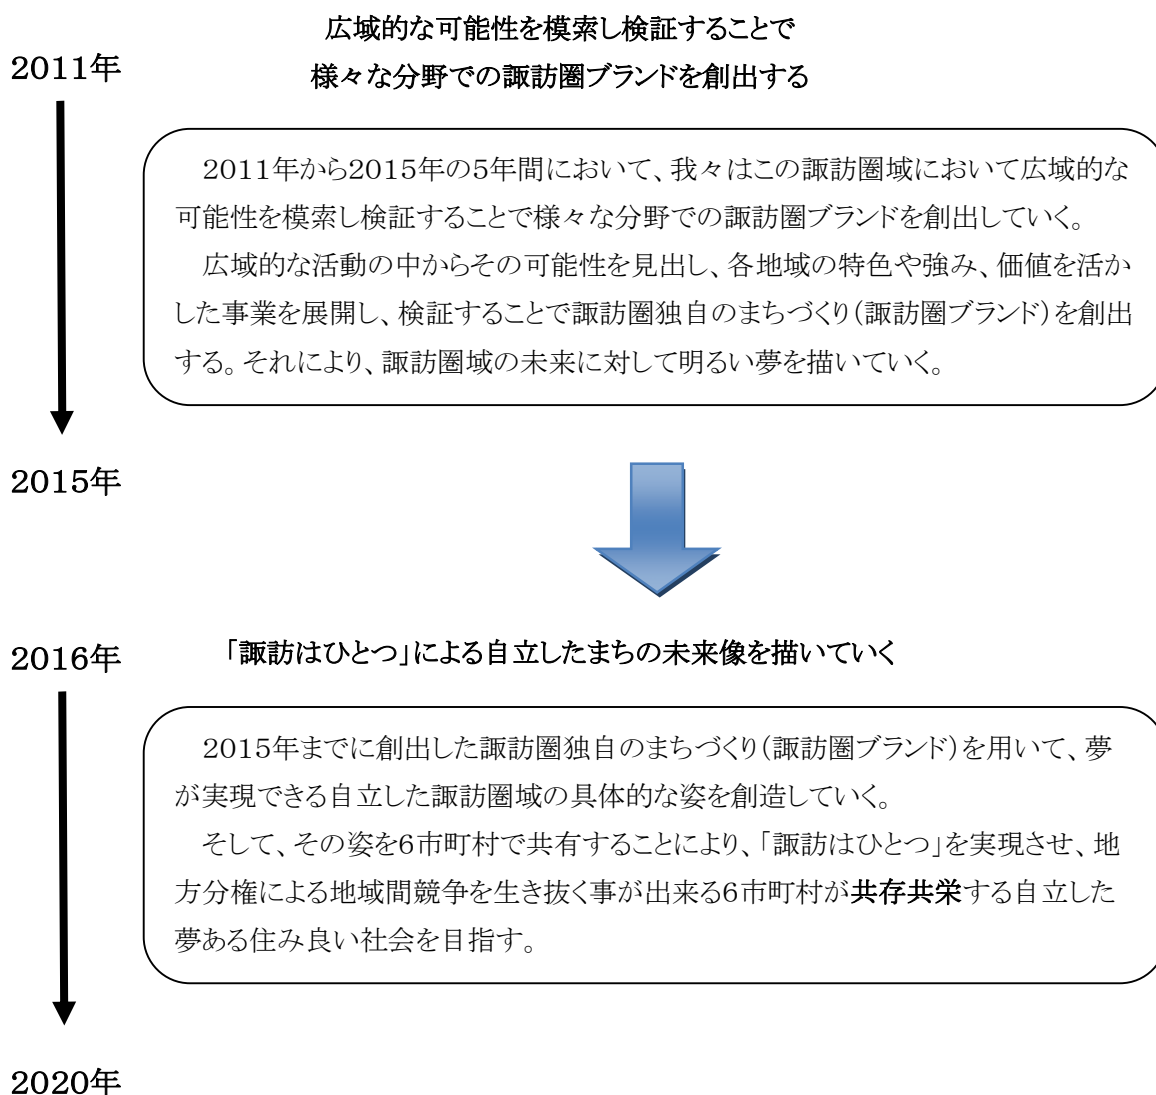 広域的な可能性を模索し検証することで
2011年
様々な分野での諏訪圏ブランドを創出する
2011年から2015年の5年間において、我々はこの諏訪圏域において広域的な
可能性を模索し検証することで様々な分野での諏訪圏ブランドを創出していく。
広域的な活動の中からその可能性を見出し、各地域の特色や強み、価値を活か
した事業を展開し、検証することで諏訪圏独自のまちづくり(諏訪圏ブランド)を創出
する。それにより、諏訪圏域の未来に対して明るい夢を描いていく。
2015年
2016年
「諏訪はひとつ」による自立したまちの未来像を描いていく
2015年までに創出した諏訪圏独自のまちづくり(諏訪圏ブランド)を用いて、夢
が実現できる自立した諏訪圏域の具体的な姿を創造していく。
そして、その姿を6市町村で共有することにより、「諏訪はひとつ」を実現させ、地
方分権による地域間競争を生き抜く事が出来る6市町村が共存共栄する自立した
夢ある住み良い社会を目指す。
2020年